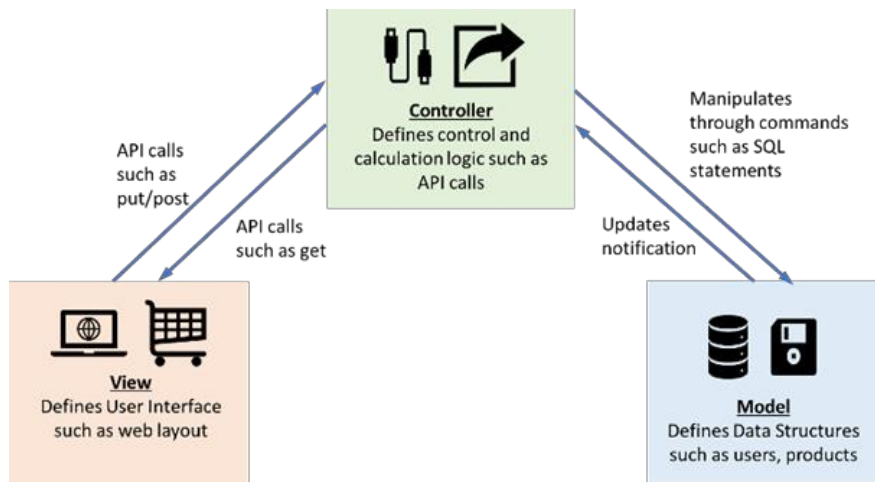 Controller
Defines control and
calculation logic such as
API calls
API calls
such as
put/post
API calls
such as get
Manipulates
through commands
such as SQL
statements
Updates
notification
View
Defines User Interface
such as web layout
Model
Defines Data Structures
such as users, products